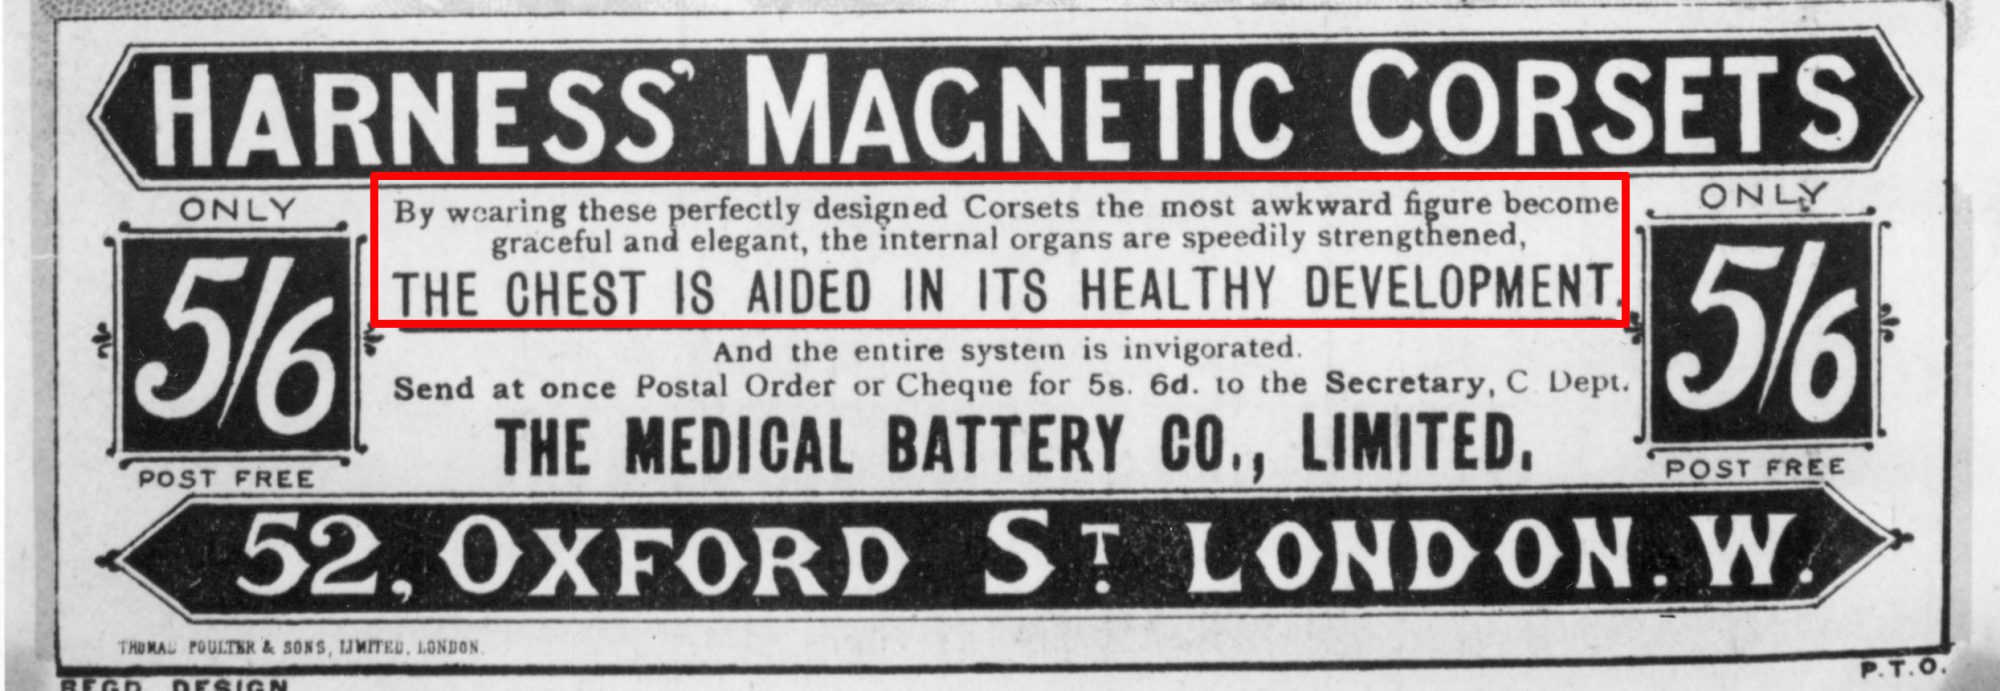 HARNESS' MAGNETIC CORSETS
ONLY
5/6
POST FREE
By wearing these perfectly designed Corsets the most awkward figure become
graceful and elegant, the internal organs are speedily strengthened,
THE CHEST IS AIDED IN ITS HEALTHY DEVELOPMENT.
And the entire system is invigorated.
Send at once Postal Order or Cheque for 5s. 6d. to the Secretary, C Dept.
THE MEDICAL BATTERY CO., LIMITED.
ONLY
5/6
POST FREE
52, OXFORD ST. LONDON. W.
THOMAS POULTER & SONS, LIMITED, LONDON.
P.T.O.
REGD. DESIGN